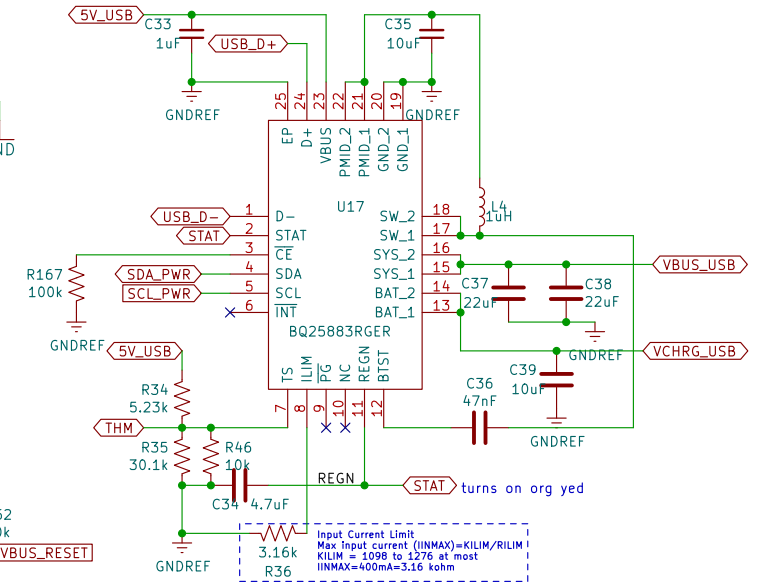 5V_USB
C33
1uF
USB_D+
C35
10uF
GNDREF
GNDREF
25
24
23
22
21
20
19
EP
D+
VBUS
PMID_2
PMID_1
GND_2
GND_1
ND
U17
L4
1uH
USB_D-
1
D-
SW_2
18
STAT
2
STAT
SW_1
17
3
CE
SYS_2
16
VBUS_USB
R167
100k
SDA_PWR
4
SDA
SYS_1
15
C37
22uF
C38
22uF
SCL_PWR
5
SCL
BAT_2
14
6
INT
BAT_1
13
BQ25883RGER
GNDREF
GNDREF
5V_USB
VCHRG_USB
TS
ILIM
PG
NC
REGN
BTST
7
8
9
10
11
12
C39
10uF
R34
5.23k
C36
47nF
THM
GNDREF
R35
30.1k
R46
10k
REGN
STAT
turns on org yed
C34
4.7uF
52
0k
VBUS_RESET
GNDREF
3.16k
R36
Input Current Limit
Max input current (IINMAX)=KILIM/RILIM
KILIM = 1098 to 1276 at most
IINMAX=400mA=3.16 kohm